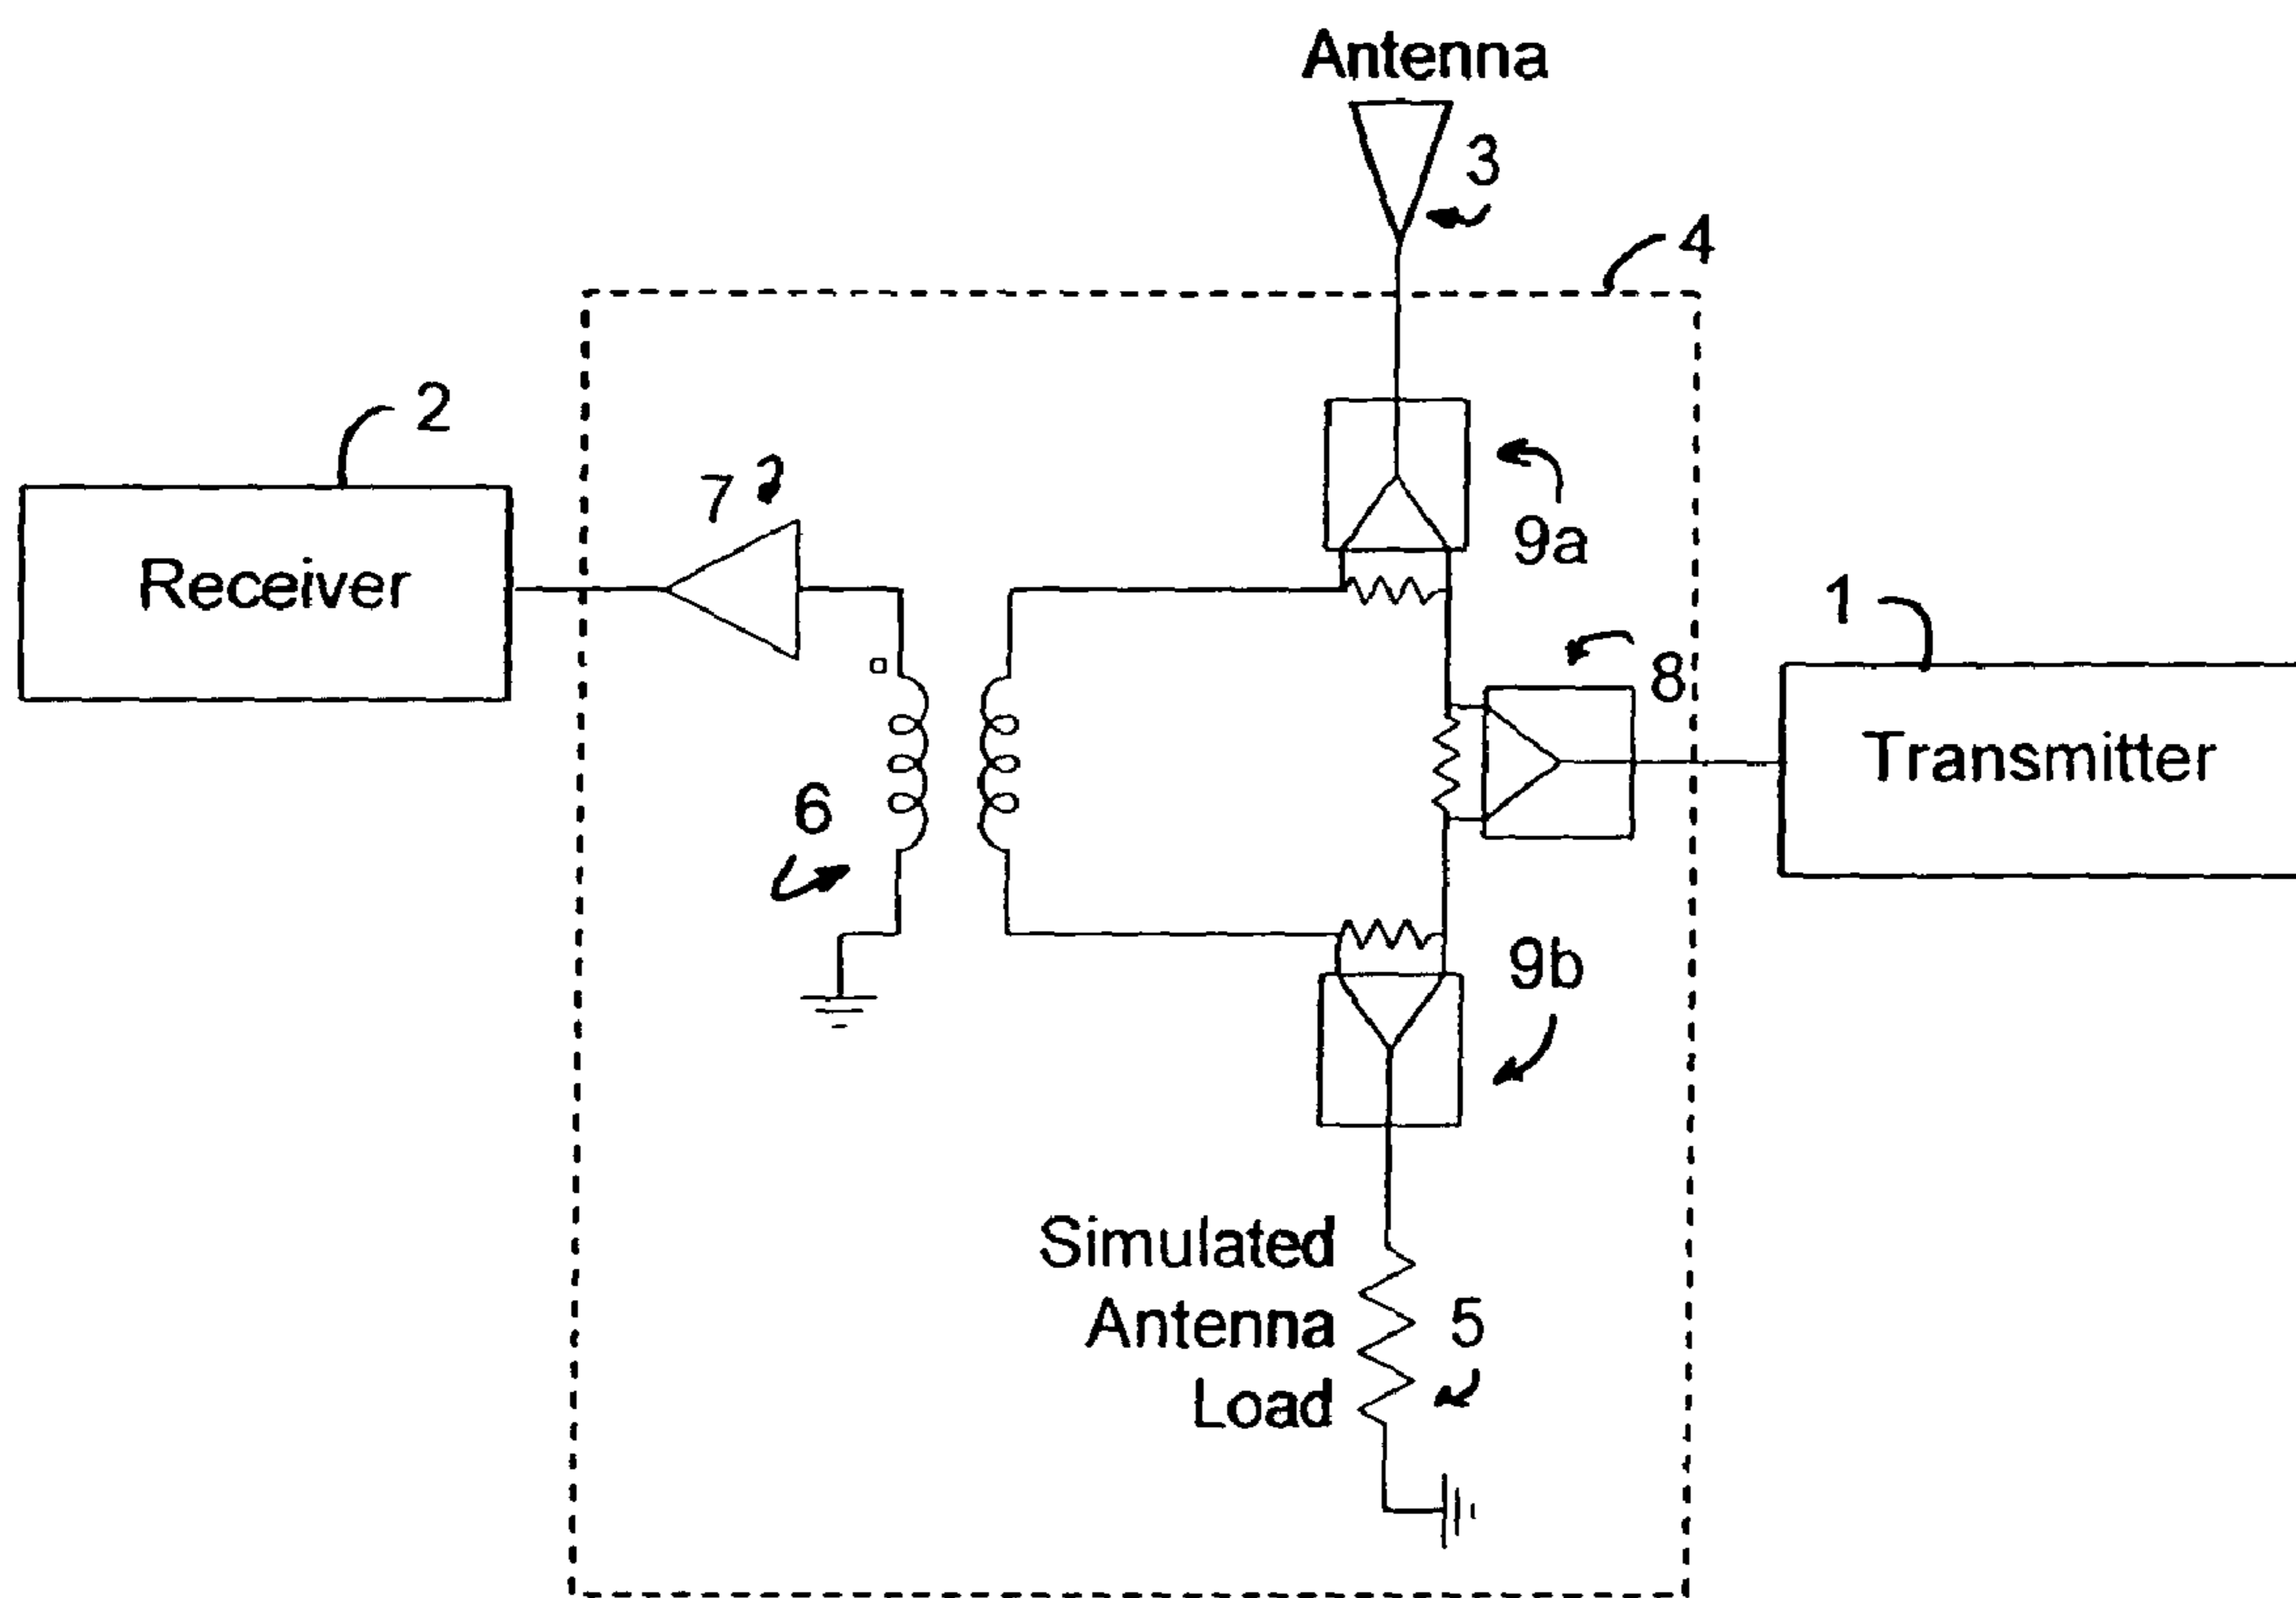 Antenna
3
4
2
Receiver
7
9a
1
8
Transmitter
6
9b
Simulated
Antenna
Load
5